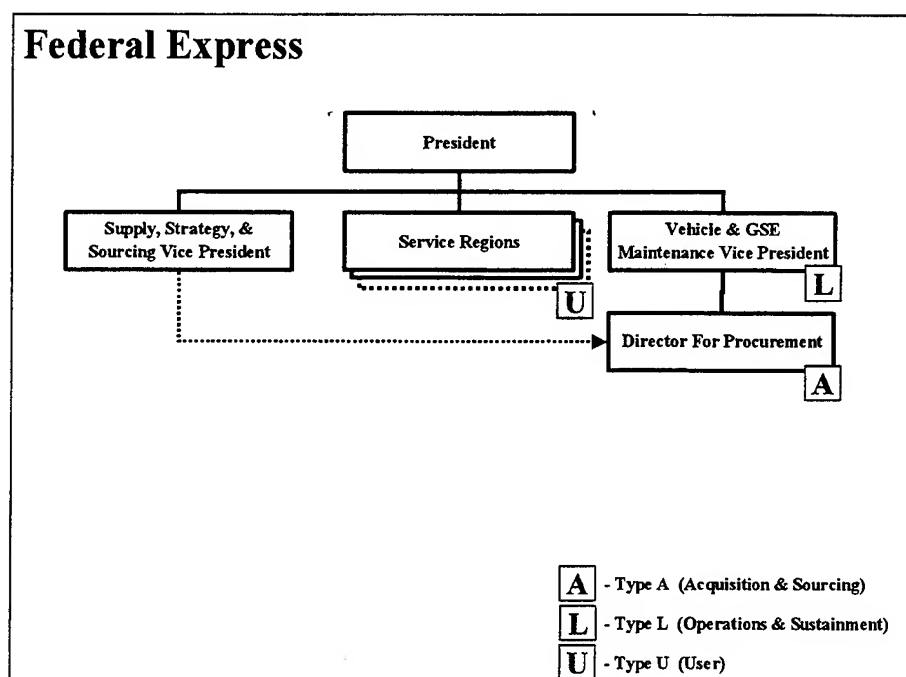 Federal Express
President
Supply, Strategy, &
Sourcing Vice President
Service Regions
Vehicle & GSE
Maintenance Vice President
U
L
Director For Procurement
A
A - Type A (Acquisition & Sourcing)
L - Type L (Operations & Sustainment)
U - Type U (User)